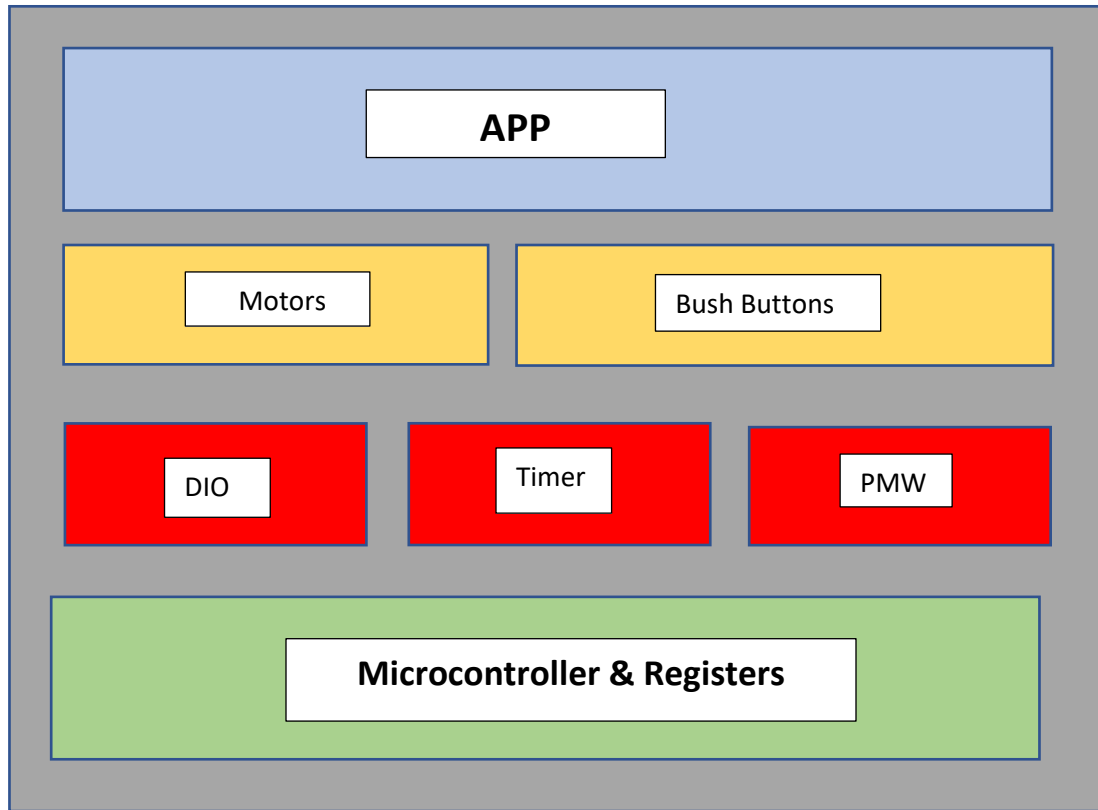 APP
Motors
Bush Buttons
DIO
Timer
PMW
Microcontroller & Registers